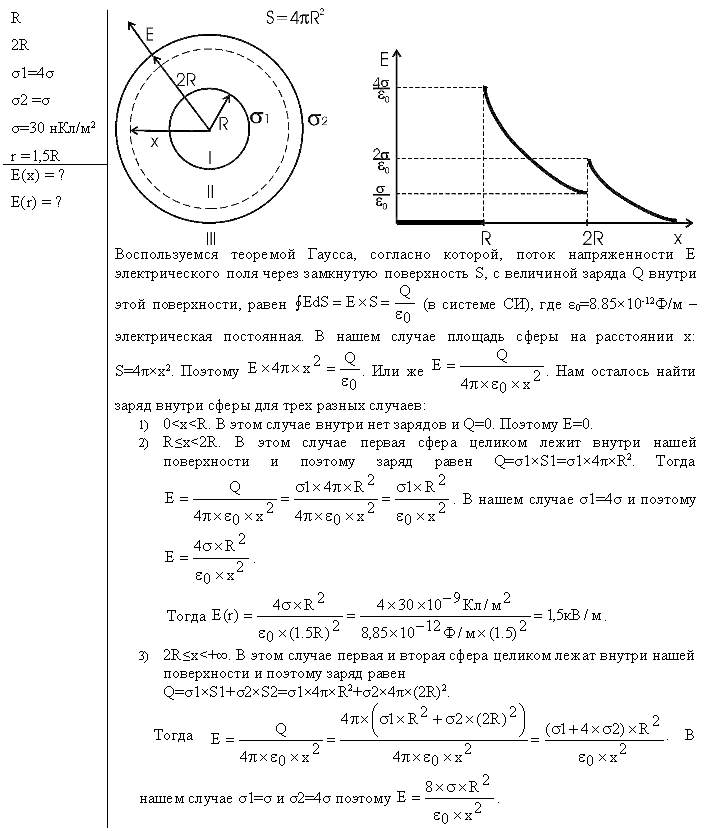 R
2R
σ1=4σ
σ2 =σ
σ=30 нКл/м²
r =1,5R
E(x) = ?
E(r) = ?
S=4πR²
E
2R
σ1
σ2
R
x
I
II
III
E
4σ/ε₀
2σ/ε₀
σ/ε₀
R
2R
x
Воспользуемся теоремой Гаусса, согласно которой, поток напряженности Е
электрического поля через замкнутую поверхность S, с величиной заряда Q внутри
этой поверхности, равен ∮EdS = E×S = Q/ε₀ (в системе СИ), где ε₀=8.85×10⁻¹²Ф/м –
электрическая постоянная. В нашем случае площадь сферы на расстоянии х:
S=4π×x². Поэтому E×4π×x² = Q/ε₀. Или же E = Q/(4π×ε₀×x²). Нам осталось найти
заряд внутри сферы для трех разных случаев:
1) 0<x<R. В этом случае внутри нет зарядов и Q=0. Поэтому E=0.
2) R≤x<2R. В этом случае первая сфера целиком лежит внутри нашей
поверхности и поэтому заряд равен Q=σ1×S1=σ1×4π×R². Тогда
E = Q/(4π×ε₀×x²) = (σ1×4π×R²)/(4π×ε₀×x²) = (σ1×R²)/(ε₀×x²). В нашем случае σ1=4σ и поэтому
E = (4σ×R²)/(ε₀×x²).
Тогда E(r) = (4σ×R²)/(ε₀×(1.5R)²) = (4×30×10⁻⁹Кл/м²)/(8,85×10⁻¹²Ф/м×(1.5)²) = 1,5кВ/м.
3) 2R≤x<+∞. В этом случае первая и вторая сфера целиком лежат внутри нашей
поверхности и поэтому заряд равен
Q=σ1×S1+σ2×S2=σ1×4π×R²+σ2×4π×(2R)².
Тогда E = Q/(4π×ε₀×x²) = (4π×(σ1×R²+σ2×(2R)²))/(4π×ε₀×x²) = ((σ1+4×σ2)×R²)/(ε₀×x²). В
нашем случае σ1=σ и σ2=4σ поэтому E = (8×σ×R²)/(ε₀×x²).